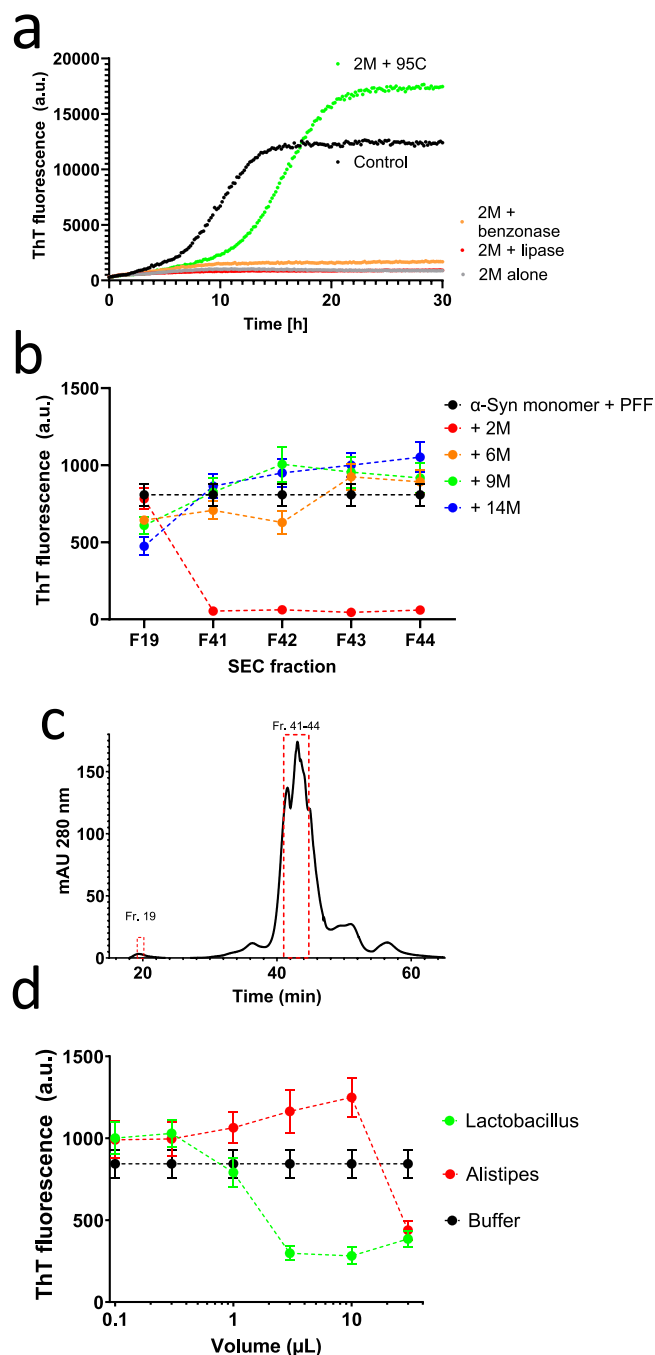 a
ThT fluorescence
(a.u.)
20000
15000
10000
5000
0
2M + 95C
Control
2M +
benzonase
2M + lipase
2M alone
0
10
20
30
Time [h]
b
ThT fluorescence (a.u.)
1500
1000
500
0
α-Syn monomer + PFF
+ 2M
+ 6M
+ 9M
+ 14M
F19
F41
F42
F43
F44
SEC fraction
c
mAU 280 nm
150
100
50
0
Fr. 41-44
Fr. 19
20
40
60
Time (min)
d
ThT fluorescence (a.u.)
1500
1000
500
0
Lactobacillus
Alistipes
Buffer
0.1
1
10
Volume (µL)